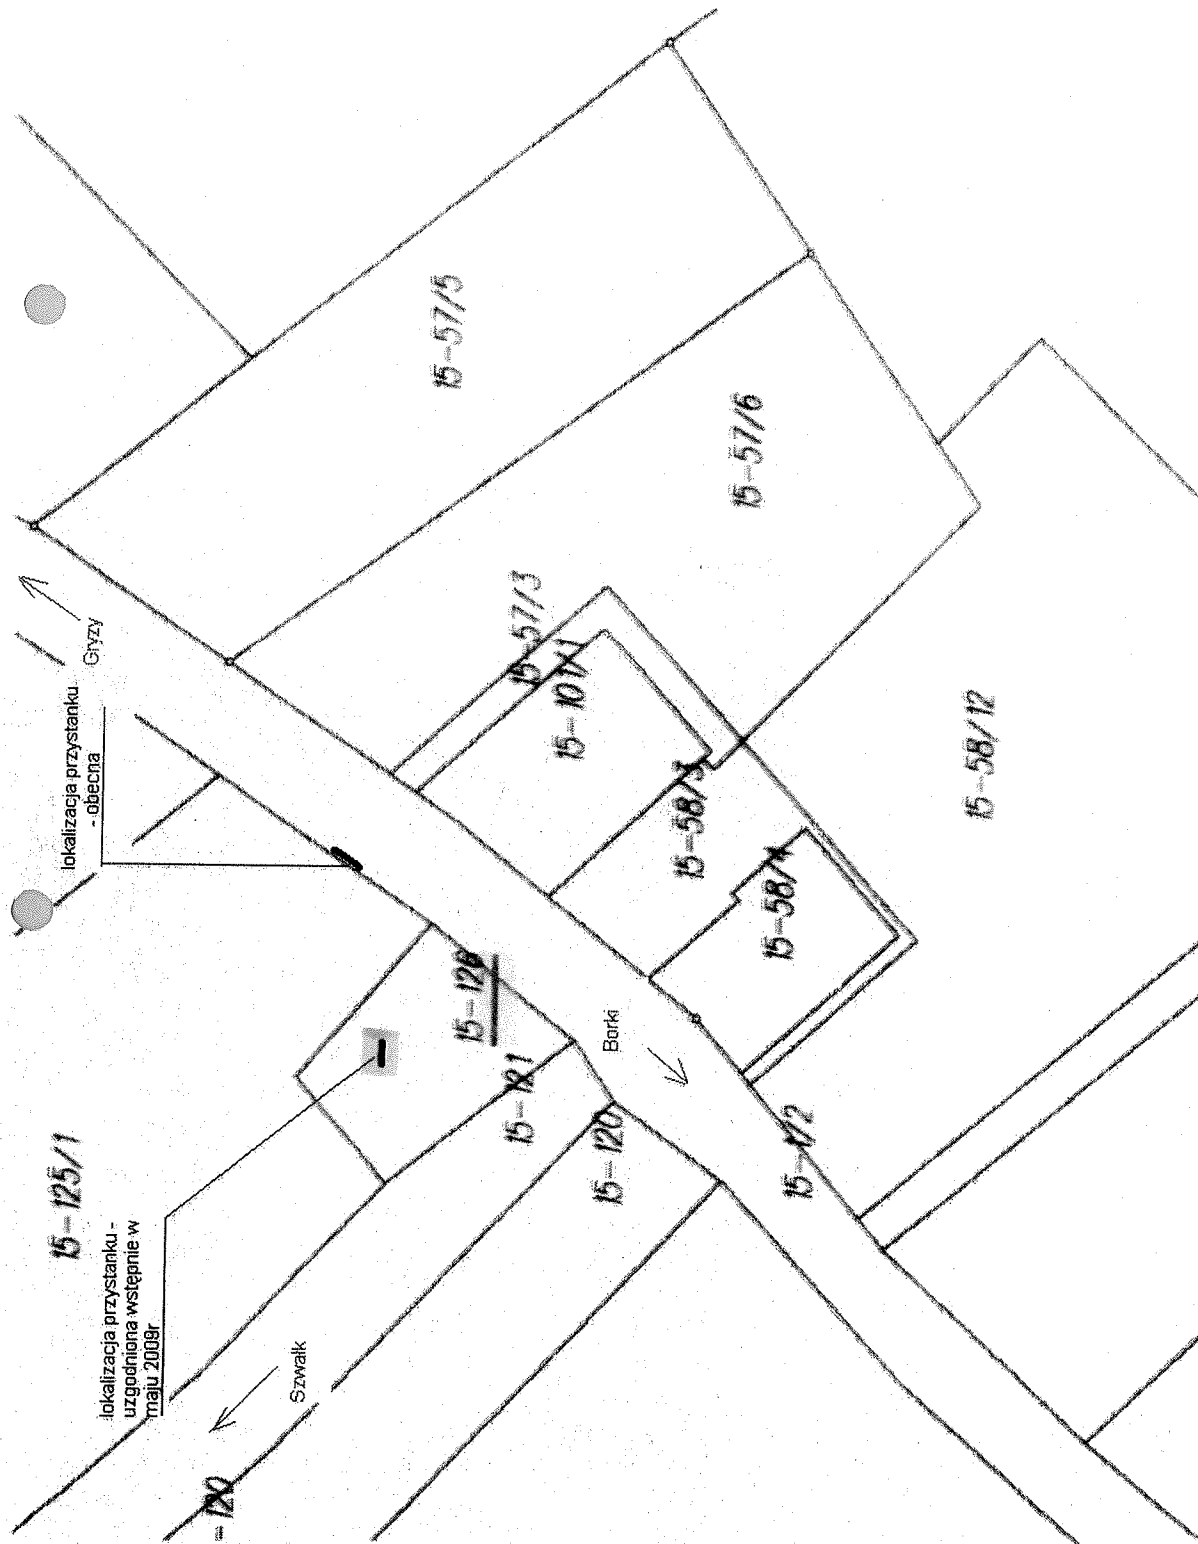 15-57/5
15-57/6
Gryzy
lokalizacja przystanku
- obecna
15-57/3
15-101/1
15-58/3
15-58/4
15-58/12
15-126
15-121
15-120
Borki
15-172
15-125/1
lokalizacja przystanku -
uzgodniona wstępnie w
maju 2009r
Szwałk
-120